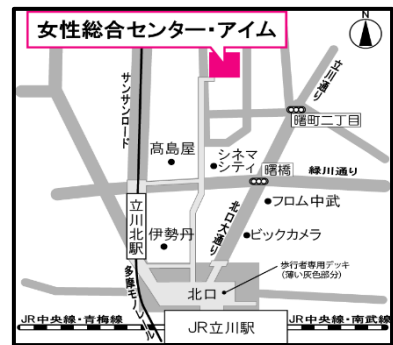 女性総合センター・アイム
N
サンサンロード
立川通り
曙町二丁目
髙島屋
シネマ
シティ
曙橋
緑川通り
立川北駅
北口大通り
フロム中武
伊勢丹
ビックカメラ
多摩モノレール
歩行者専用デッキ
(薄い灰色部分)
北口
JR中央線・青梅線
JR立川駅
JR中央線・南武線